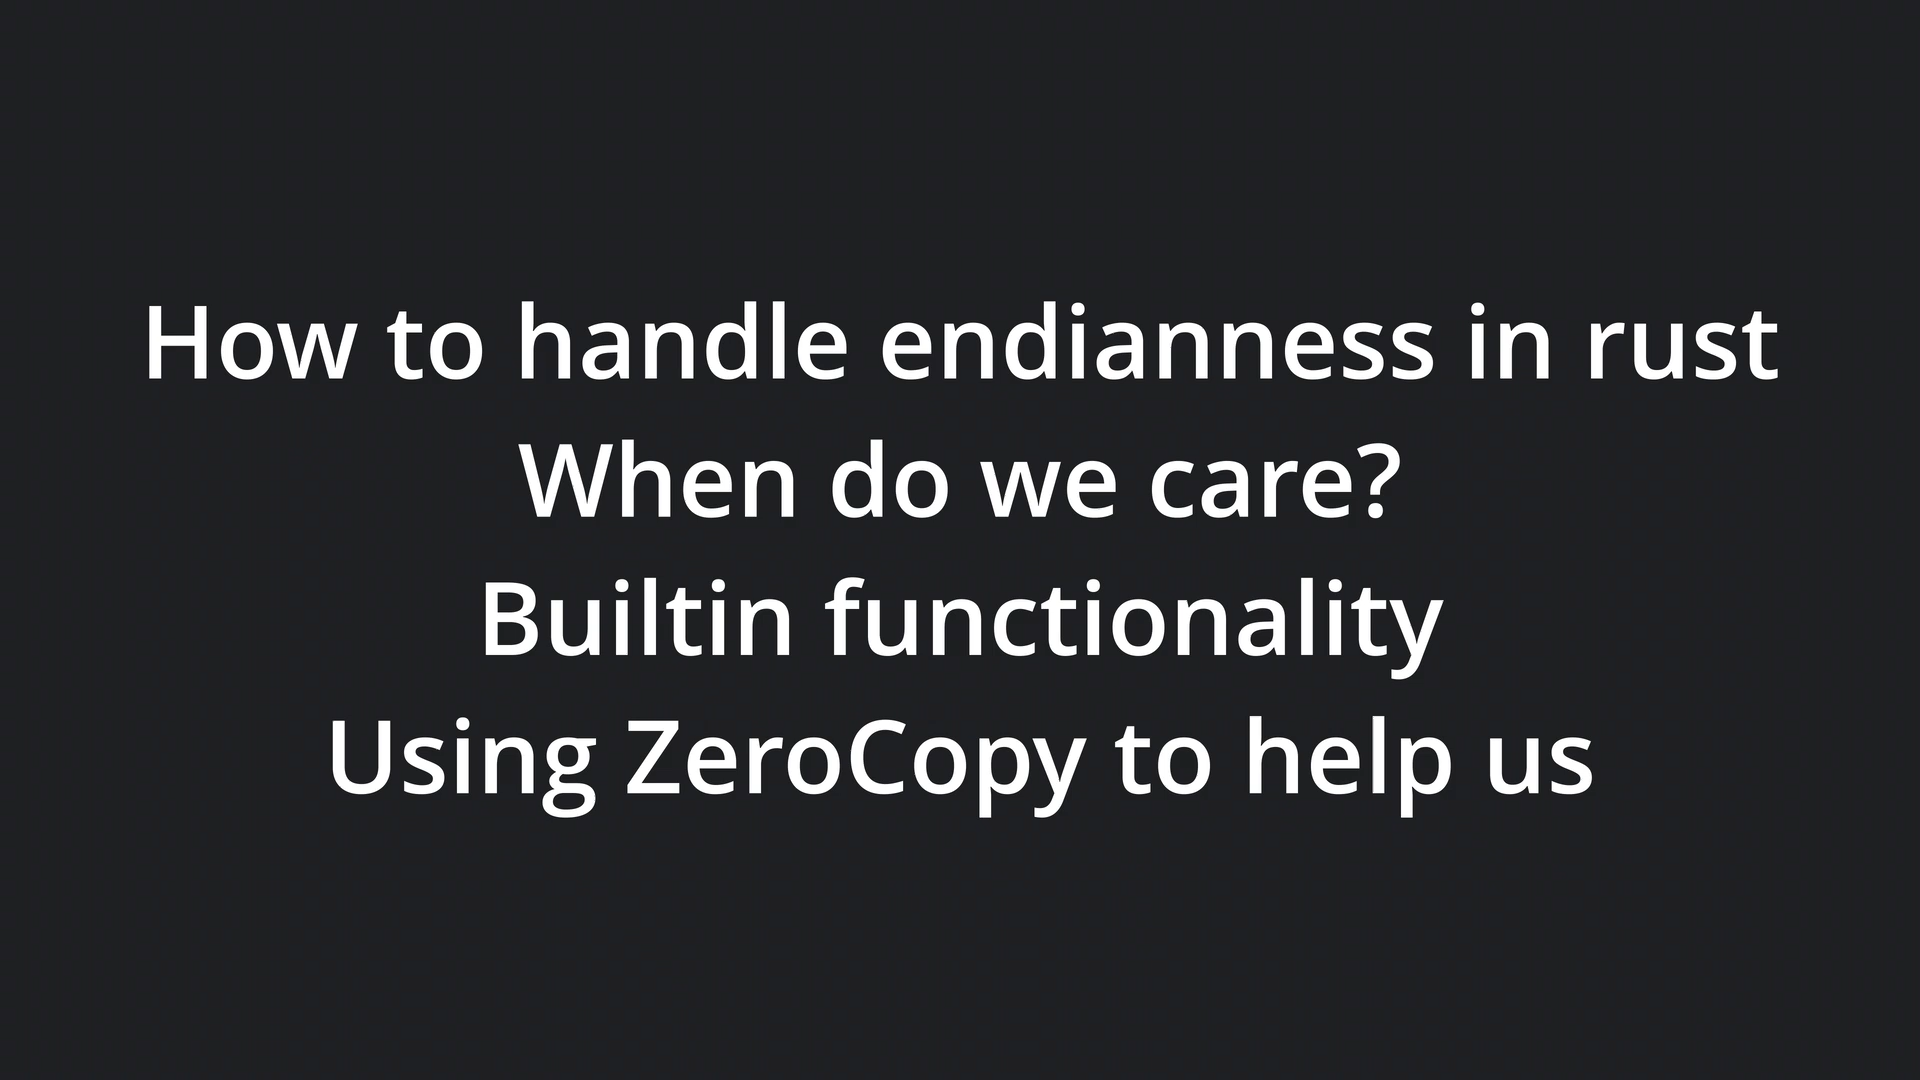 How to handle endianness in rust
When do we care?
Builtin functionality
Using ZeroCopy to help us